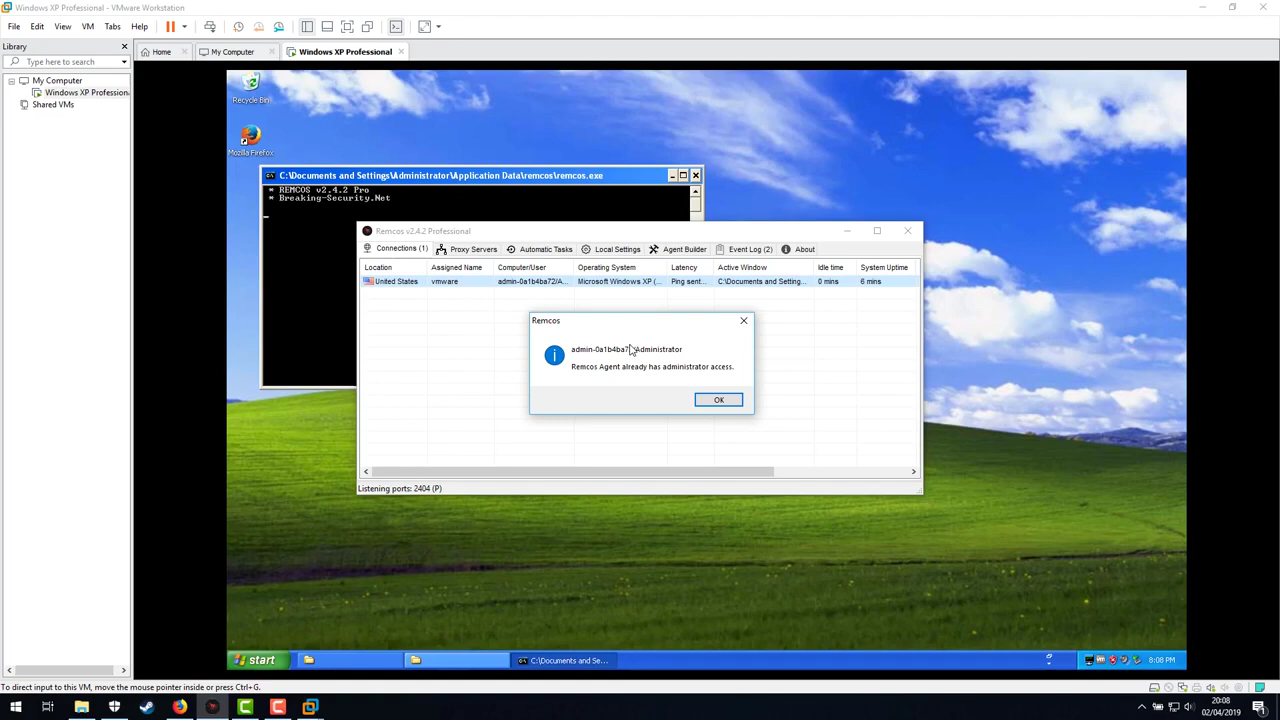 Windows XP Professional - VMware Workstation
File Edit View VM Tabs Help
Library
Type here to search
My Computer
Windows XP Profession
Shared VMs
Home
My Computer
Windows XP Professional
Recycle Bin
Mozilla Firefox
C:\Documents and Settings\Administrator\Application Data\remcos\remcos.exe
* REMCOS v2.4.2 Pro
* Breaking-Security.Net
Remcos v2.4.2 Professional
Connections (1) Proxy Servers Automatic Tasks Local Settings Agent Builder Event Log (2) About
Location Assigned Name Computer/User Operating System Latency Active Window Idle time System Uptime
United States vmware admin-0a1b4ba72/A... Microsoft Windows XP (... Ping sent... C:\Documents and Setting... 0 mins 6 mins
Remcos
admin-0a1b4ba7 Administrator
Remcos Agent already has administrator access.
OK
Listening ports: 2404 (P)
start
C:\Documents and Se...
8:08 PM
To direct input to this VM, move the mouse pointer inside or press Ctrl+G.
20:08
02/04/2019